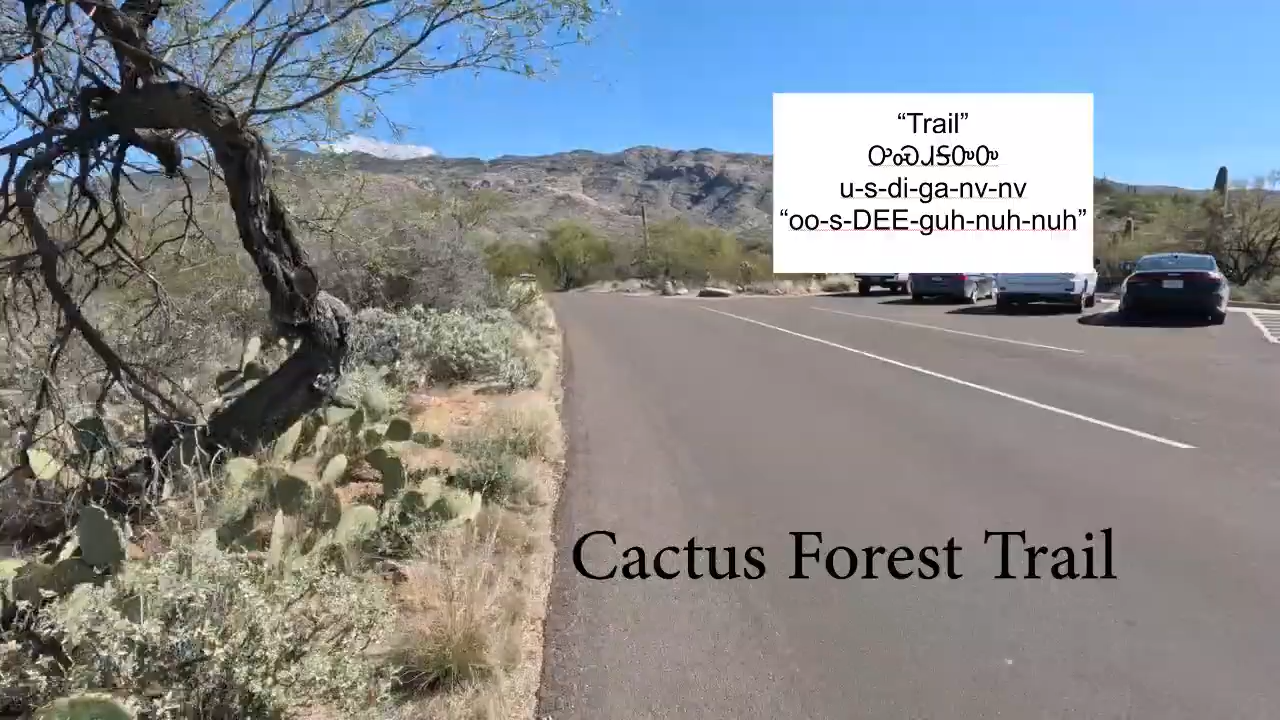 “Trail”
ᎤᏍᏗᎦᏅᏅ
u-s-di-ga-nv-nv
“oo-s-DEE-guh-nuh-nuh”
Cactus Forest Trail